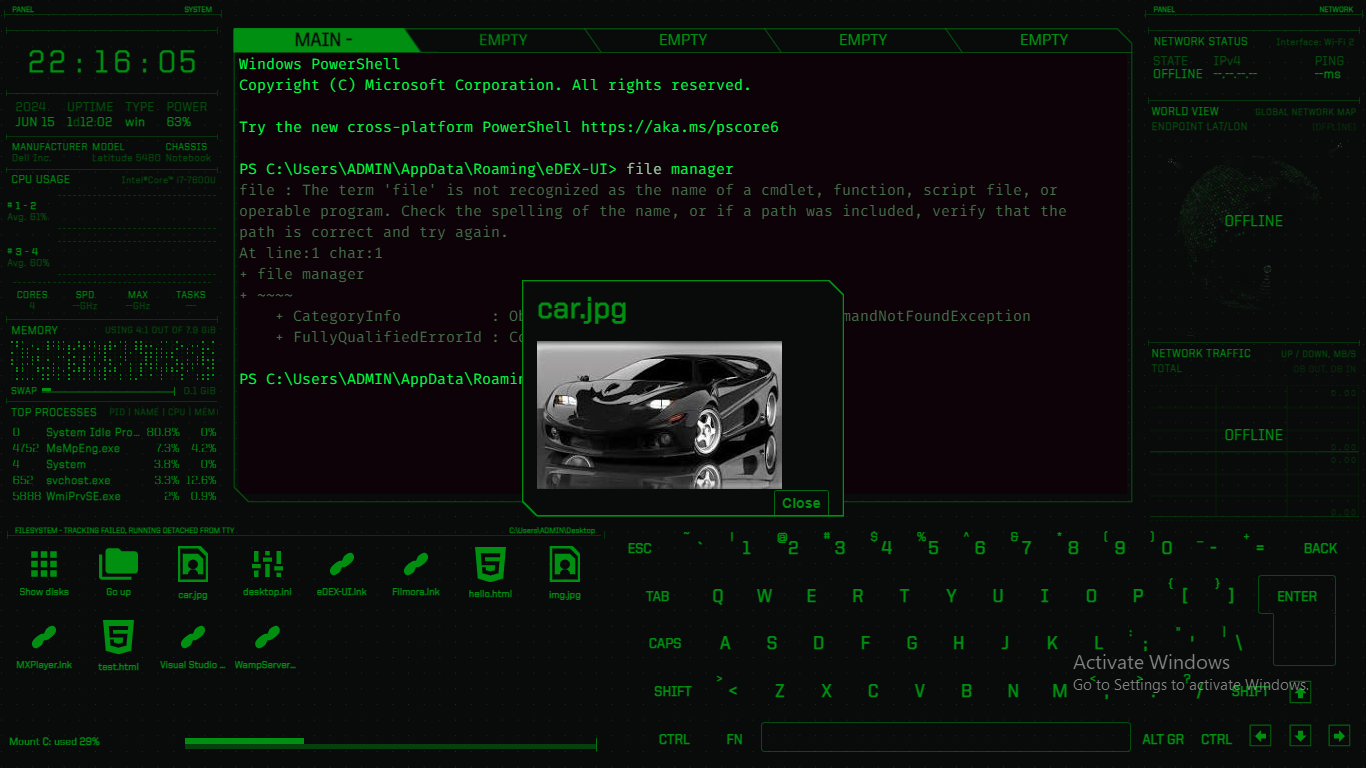 PANEL SYSTEM
22:16:05
2024 UPTIME TYPE POWER
JUN 15 1d12:02 win 63%
MANUFACTURER MODEL CHASSIS
Dell Inc. Latitude 5480 Notebook
CPU USAGE Intel® Core™ i7-7600U
# 1 - 2
Avg. 61%
# 3 - 4
Avg. 60%
CORES SPD MAX TASKS
4 --GHz --GHz ---
MEMORY USING 4.1 OUT OF 7.9 GIB
SWAP 0.1 GIB
TOP PROCESSES PID | NAME | CPU | MEM
0 System Idle Pro... 80.8% 0%
4752 MsMpEng.exe 7.3% 4.2%
4 System 3.8% 0%
652 svchost.exe 3.3% 12.6%
5888 WmiPrvSE.exe 2% 0.9%
MAIN - EMPTY EMPTY EMPTY EMPTY
Windows PowerShell
Copyright (C) Microsoft Corporation. All rights reserved.
Try the new cross-platform PowerShell https://aka.ms/pscore6
PS C:\Users\ADMIN\AppData\Roaming\eDEX-UI> file manager
file : The term 'file' is not recognized as the name of a cmdlet, function, script file, or
operable program. Check the spelling of the name, or if a path was included, verify that the
path is correct and try again.
At line:1 char:1
+ file manager
+ ~~~~
+ CategoryInfo : Ob mandNotFoundException
+ FullyQualifiedErrorId : Co
PS C:\Users\ADMIN\AppData\Roamin
car.jpg
Close
PANEL NETWORK
NETWORK STATUS Interface: Wi-Fi 2
STATE IPv4 PING
OFFLINE --.--.--.-- --ms
WORLD VIEW GLOBAL NETWORK MAP
ENDPOINT LAT/LON (OFFLINE)
OFFLINE
NETWORK TRAFFIC UP / DOWN, MB/S
TOTAL 0B OUT, 0B IN
0.00
OFFLINE
0.00
0.00
0.00
FILESYSTEM - TRACKING FAILED, RUNNING DETACHED FROM TTY C:\Users\ADMIN\Desktop
Show disks Go up car.jpg desktop.ini eDEX-UI.lnk Filmora.lnk hello.html img.jpg
MXPlayer.lnk test.html Visual Studio ... WampServer...
Mount C: used 29%
ESC ~ ` ! 1 @ 2 # 3 $ 4 % 5 ^ 6 & 7 * 8 ( 9 ) 0 _ - + = BACK
TAB Q W E R T Y U I O P { [ } ] ENTER
CAPS A S D F G H J K L : ; " ' | \
SHIFT > < Z X C V B N M < , > . ? / SHIFT
CTRL FN ALT GR CTRL
Activate Windows
Go to Settings to activate Windows.